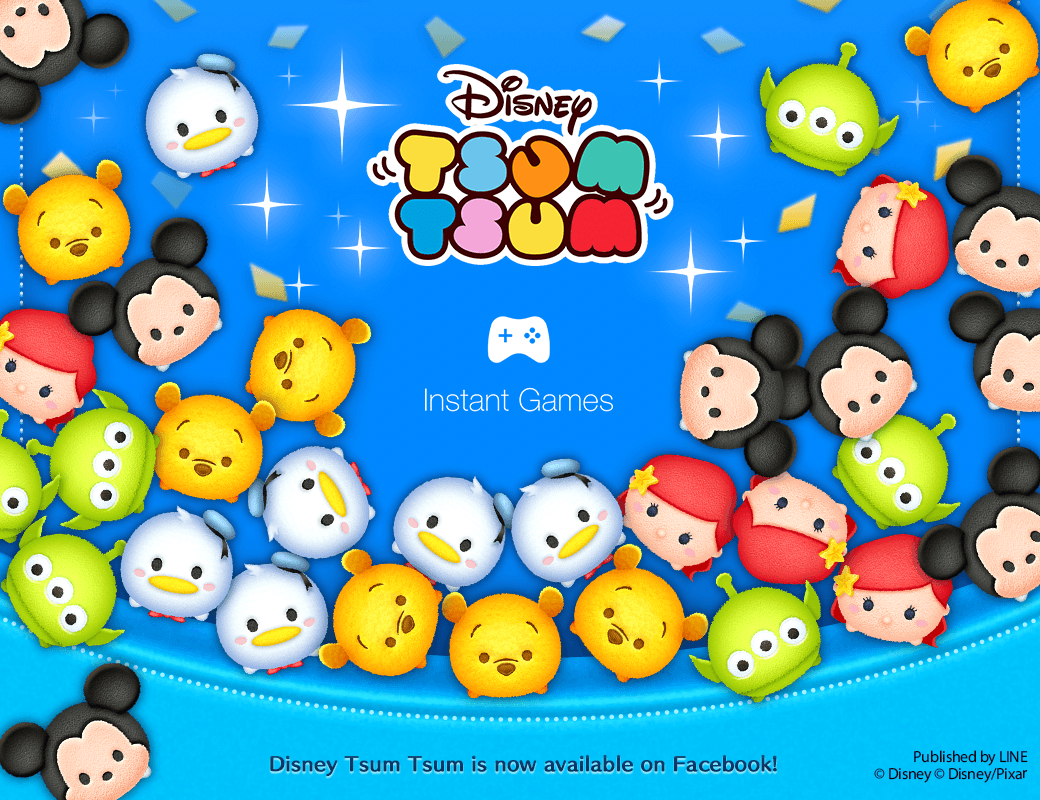 Disney
TSUM
TSUM
Instant Games
Disney Tsum Tsum is now available on Facebook!
Published by LINE
© Disney © Disney/Pixar